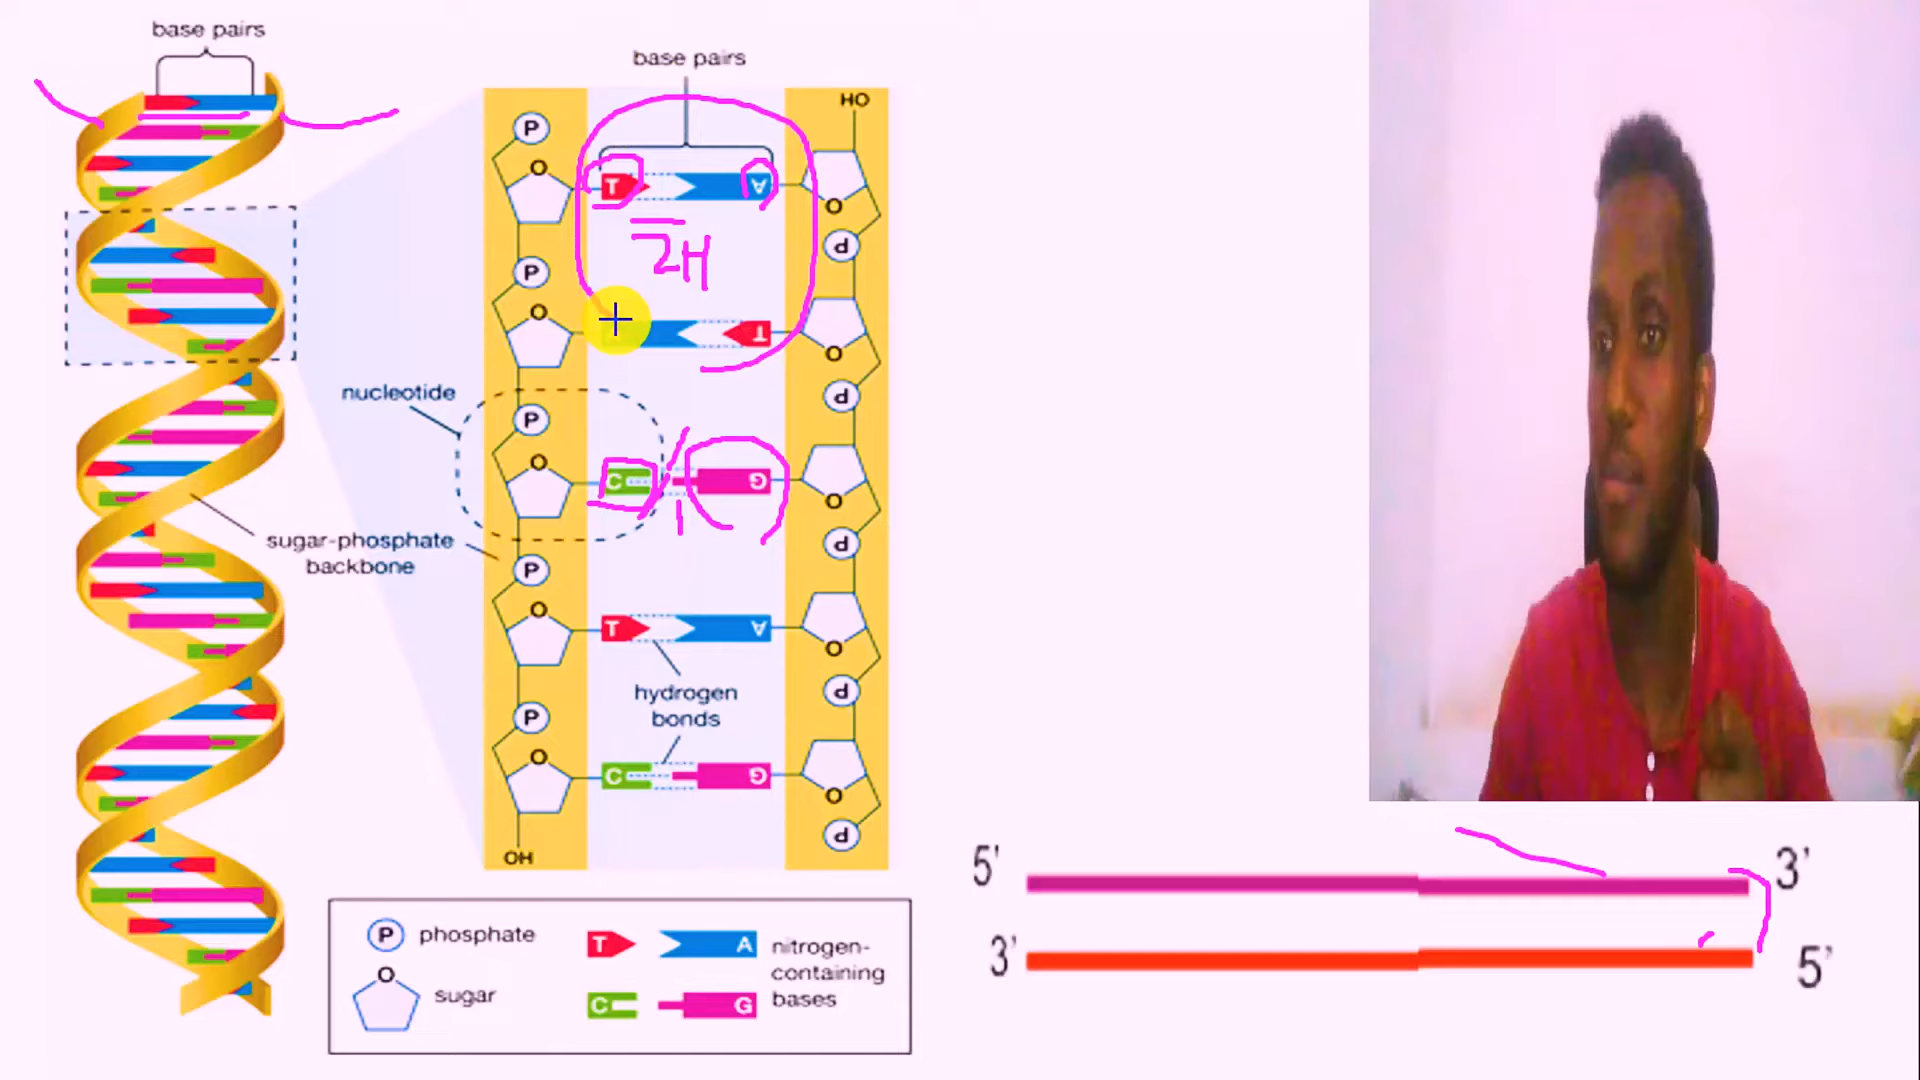 base pairs
base pairs
HO
P
O
T
A
O
2H
P
P
O
T
O
nucleotide
P
P
O
C
G
O
sugar-phosphate
backbone
P
P
O
T
A
O
hydrogen
bonds
P
P
O
C
G
O
P
OH
P phosphate
O
sugar
T
A
C
G
nitrogen-
containing
bases
5'
3'
3'
5'